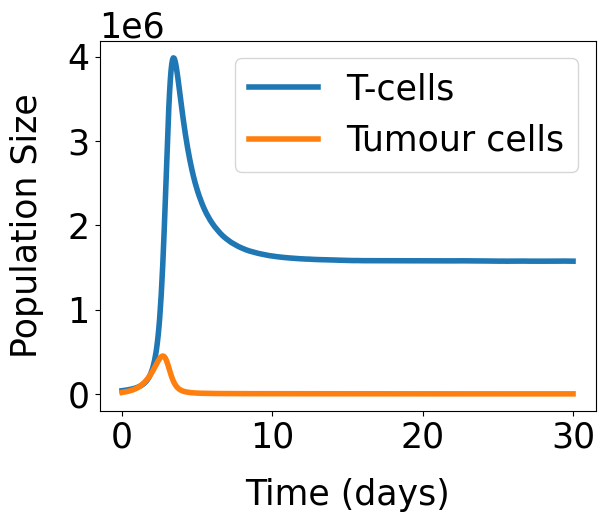 1e6
4
3
2
1
0
Population Size
T-cells
Tumour cells
0 10 20 30
Time (days)